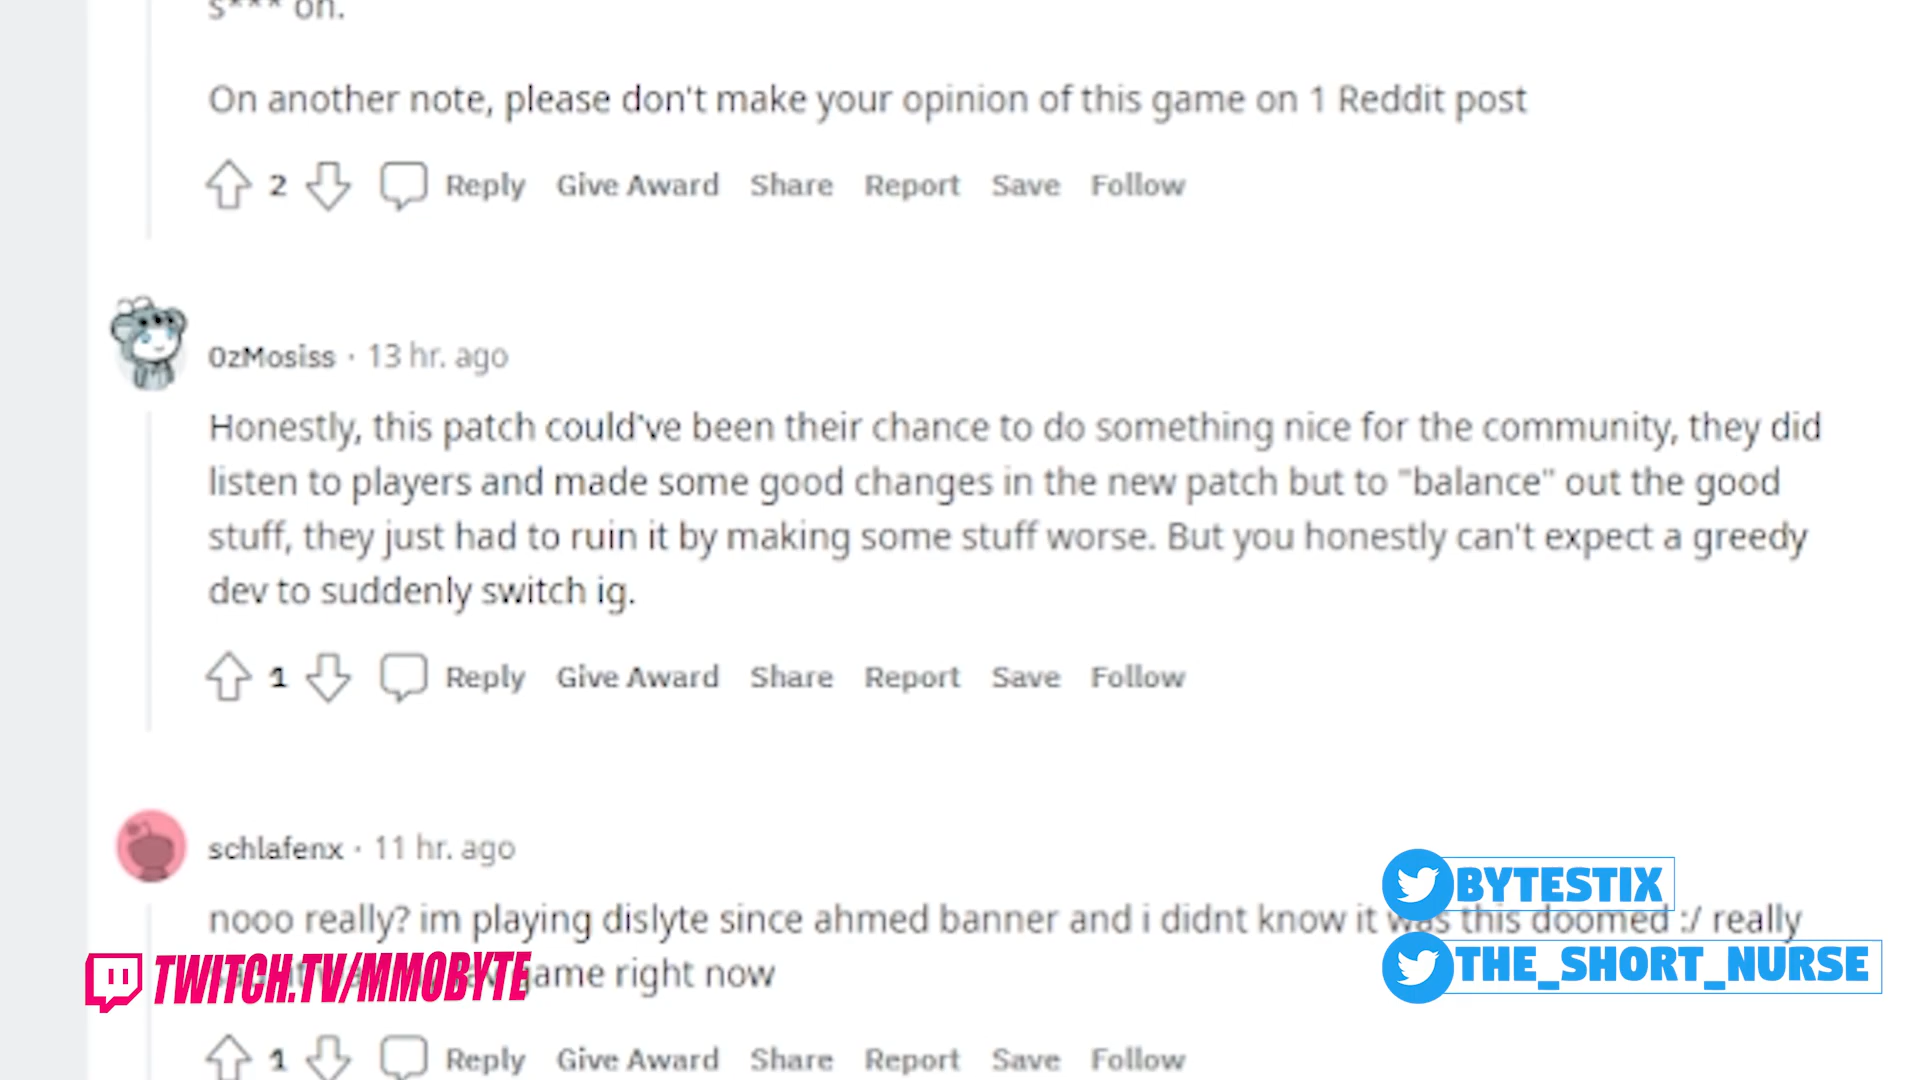 s*** on.
On another note, please don't make your opinion of this game on 1 Reddit post
2 Reply Give Award Share Report Save Follow
OzMosiss · 13 hr. ago
Honestly, this patch could've been their chance to do something nice for the community, they did
listen to players and made some good changes in the new patch but to "balance" out the good
stuff, they just had to ruin it by making some stuff worse. But you honestly can't expect a greedy
dev to suddenly switch ig.
1 Reply Give Award Share Report Save Follow
schlafenx · 11 hr. ago
BYTESTIX
nooo really? im playing dislyte since ahmed banner and i didnt know it was this doomed :/ really
game right now
TWITCH.TV/MMOBYTE
THE_SHORT_NURSE
1 Reply Give Award Share Report Save Follow